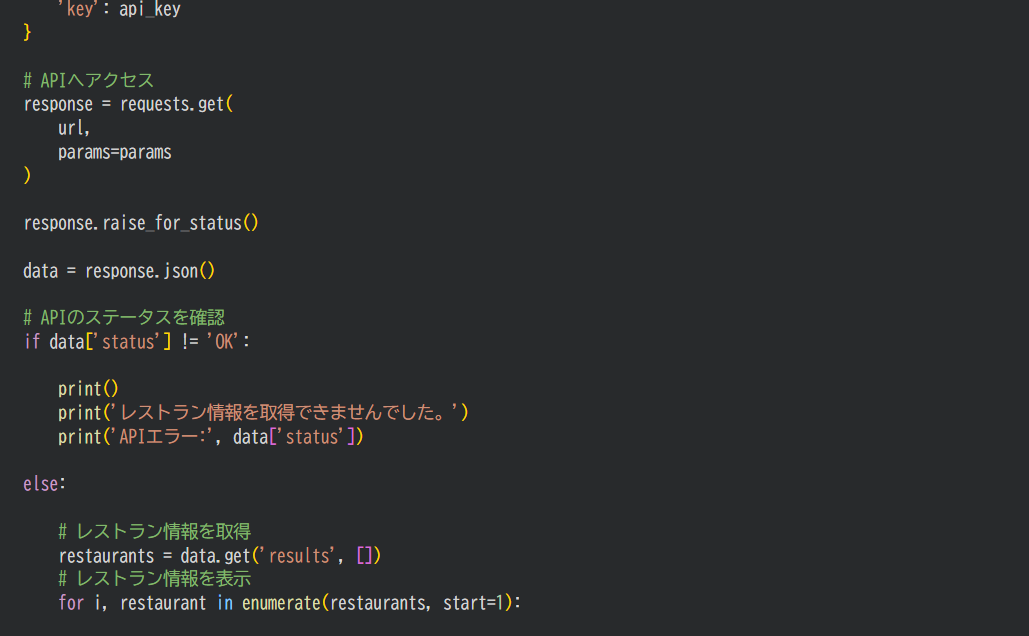 'key': api_key
}
# APIへアクセス
response = requests.get(
url,
params=params
)
response.raise_for_status()
data = response.json()
# APIのステータスを確認
if data['status'] != 'OK':
print()
print('レストラン情報を取得できませんでした。')
print('APIエラー:', data['status'])
else:
# レストラン情報を取得
restaurants = data.get('results', [])
# レストラン情報を表示
for i, restaurant in enumerate(restaurants, start=1):